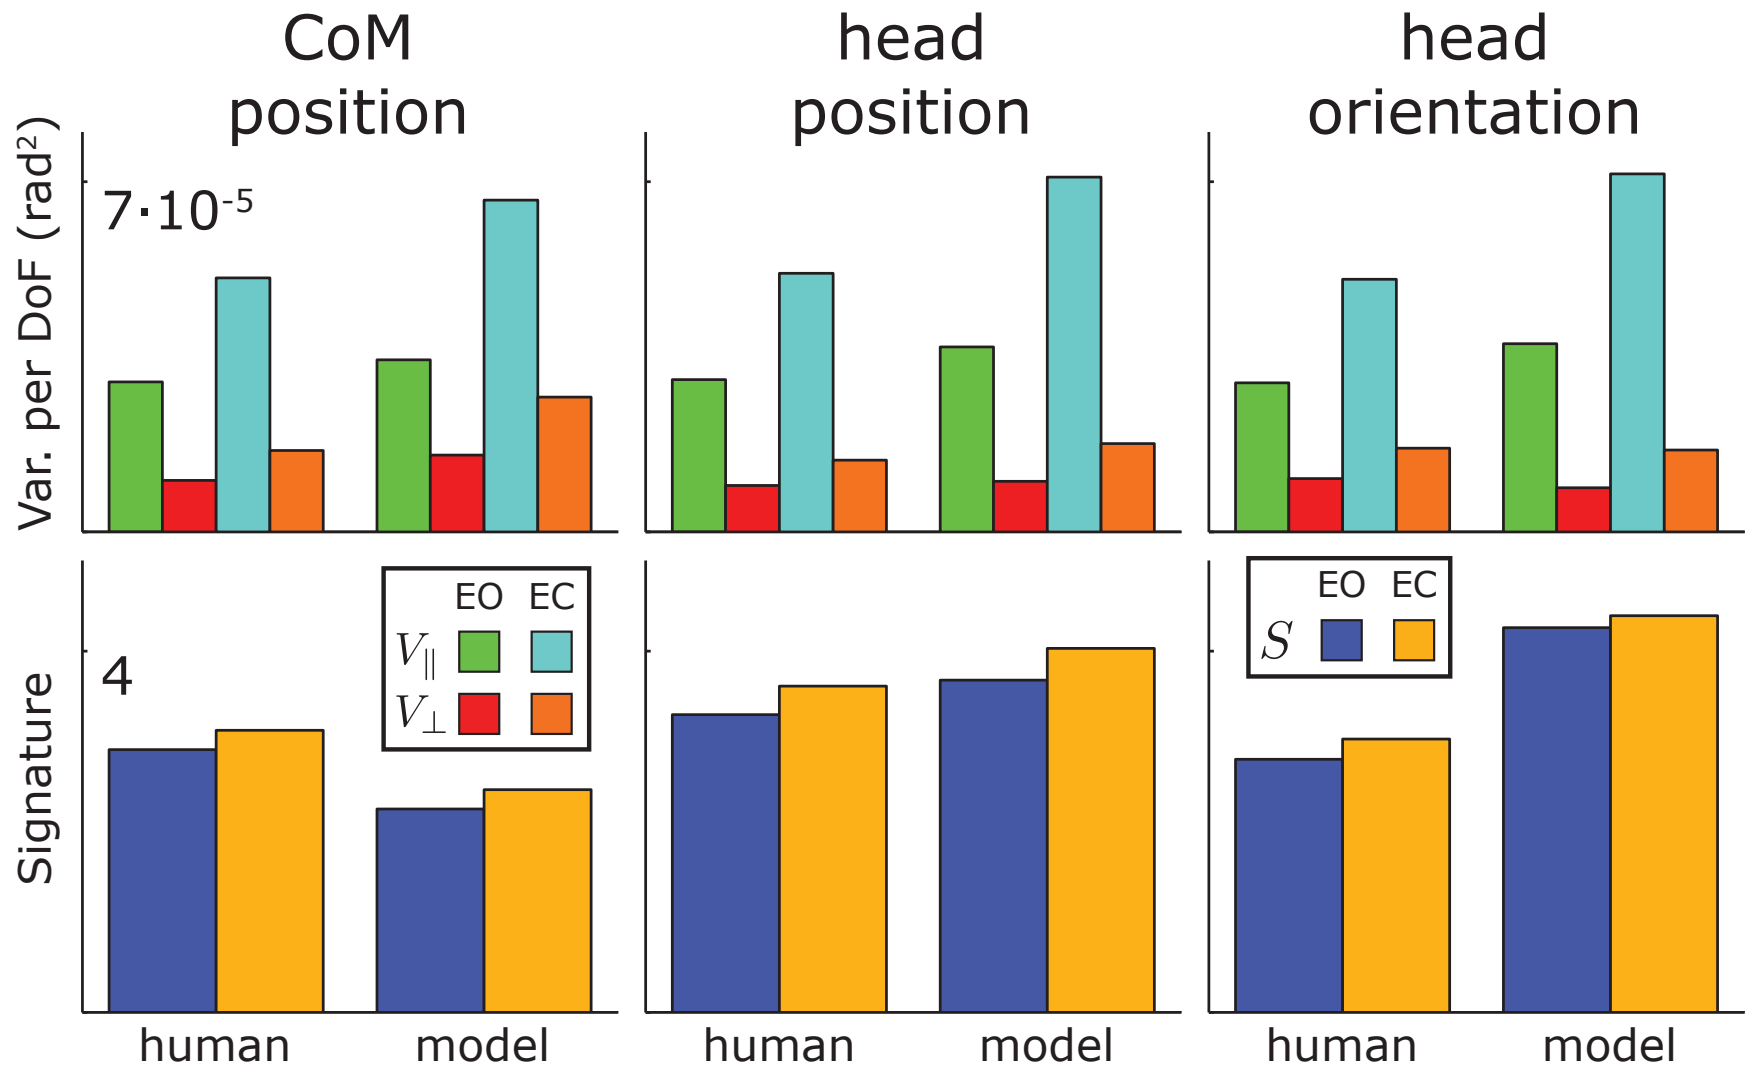 CoM
position
head
position
head
orientation
Var. per DoF (rad²)
7·10⁻⁵
Signature
4
EO EC
V∥
V⊥
EO EC
S
human model human model human model